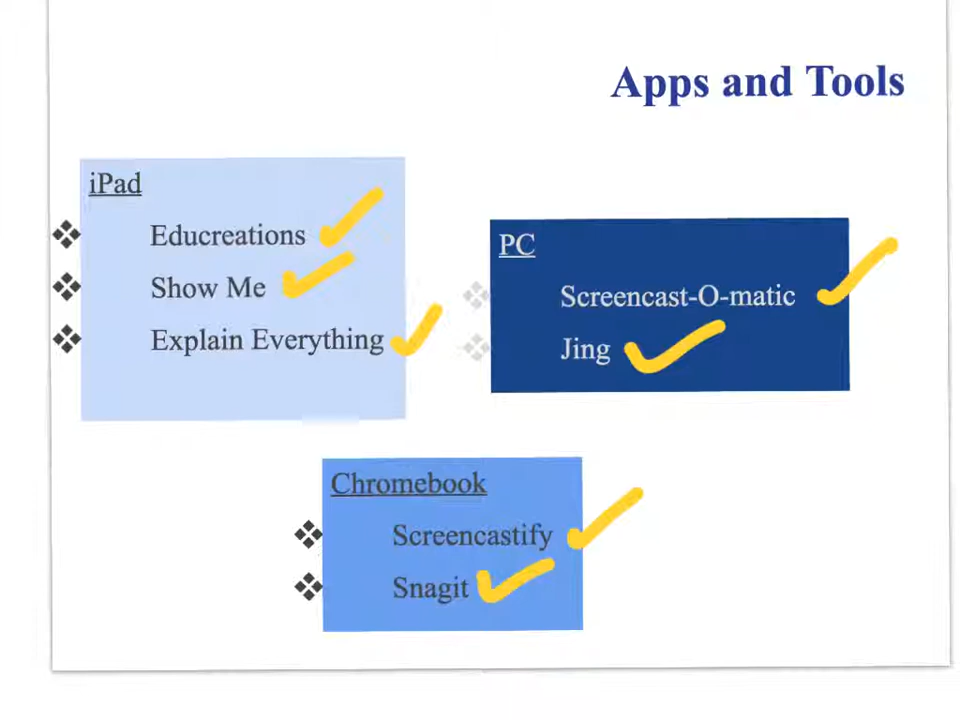 Apps and Tools
iPad
Educreations
Show Me
Explain Everything
PC
Screencast-O-matic
Jing
Chromebook
Screencastify
Snagit